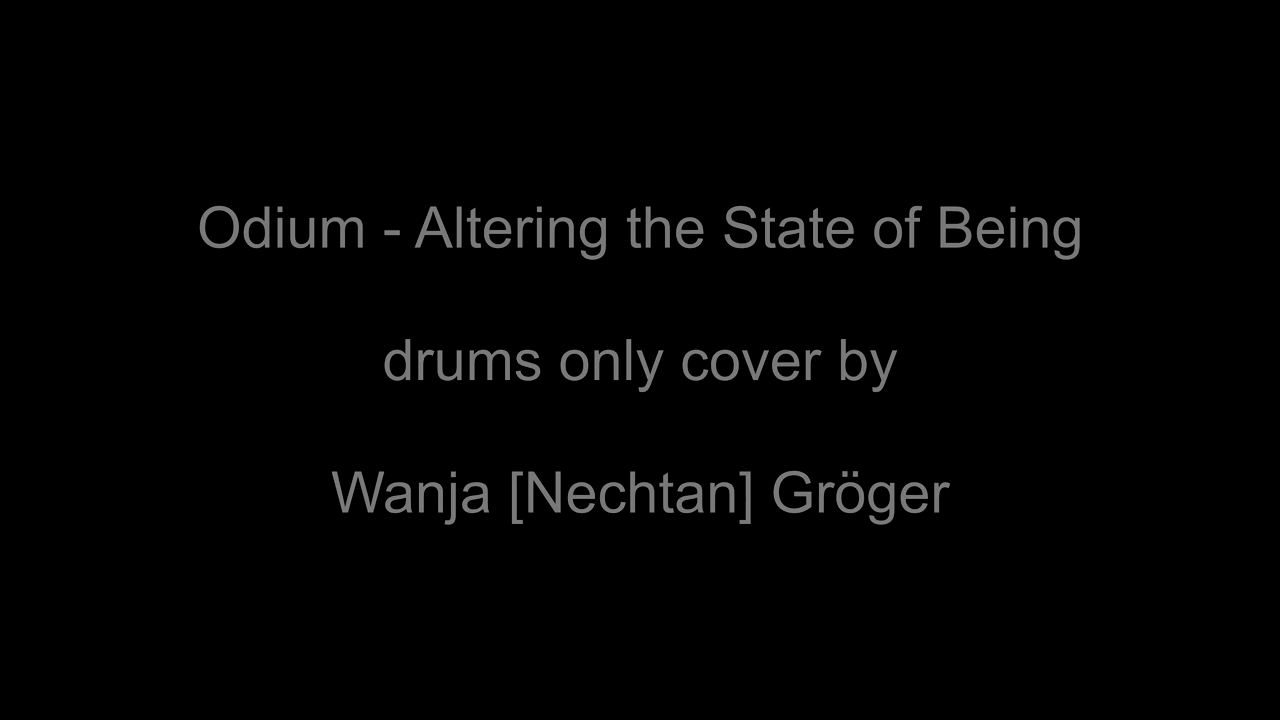 Odium - Altering the State of Being
drums only cover by
Wanja [Nechtan] Gröger